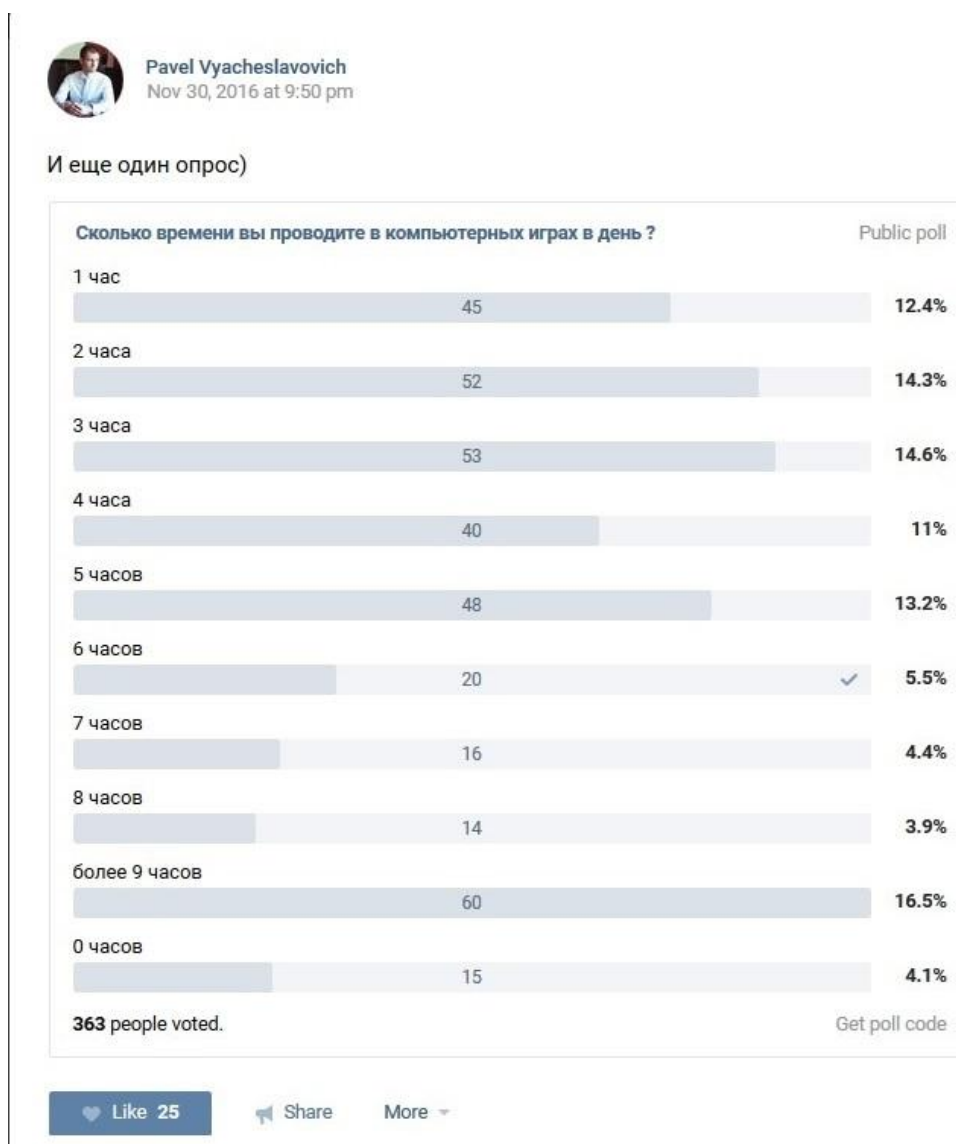 Pavel Vyacheslavovich
Nov 30, 2016 at 9:50 pm
И еще один опрос)
Сколько времени вы проводите в компьютерных играх в день ? Public poll
1 час
45 12.4%
2 часа
52 14.3%
3 часа
53 14.6%
4 часа
40 11%
5 часов
48 13.2%
6 часов
20 5.5%
7 часов
16 4.4%
8 часов
14 3.9%
более 9 часов
60 16.5%
0 часов
15 4.1%
363 people voted. Get poll code
Like 25 Share More